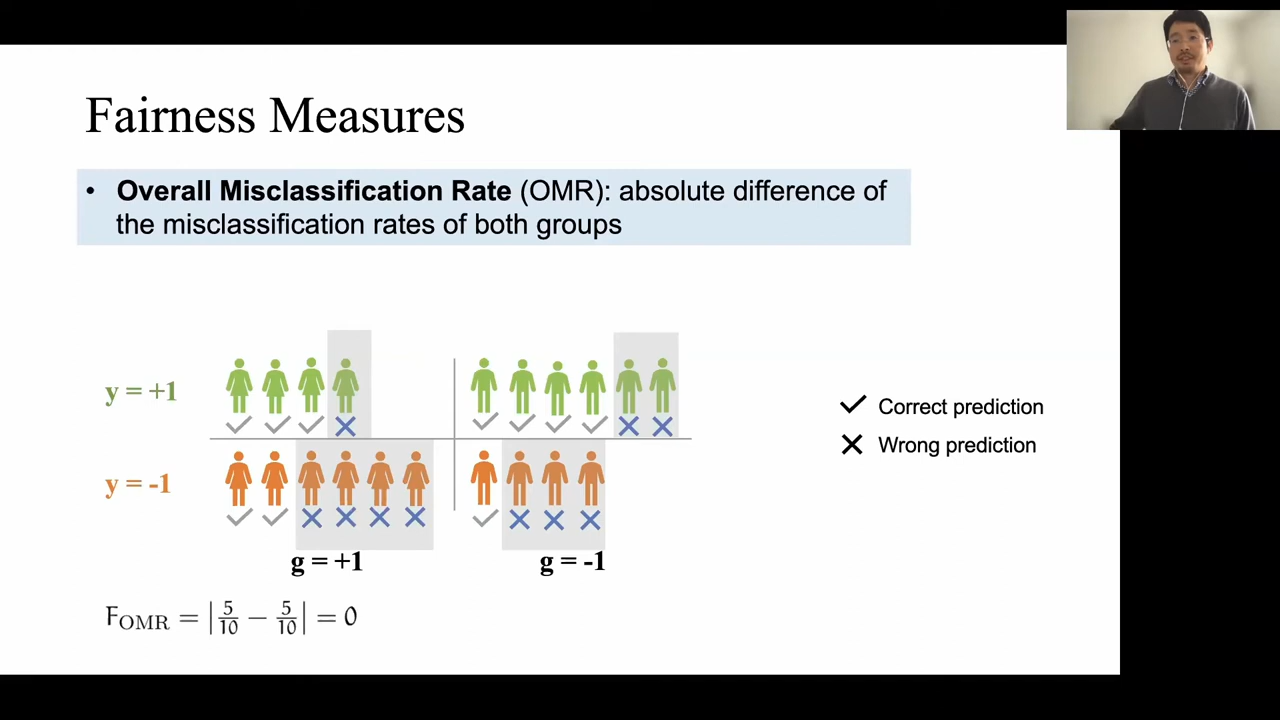 Fairness Measures
• Overall Misclassification Rate (OMR): absolute difference of
the misclassification rates of both groups
y = +1
y = -1
g = +1
g = -1
Correct prediction
Wrong prediction
F_OMR = |5/10 − 5/10| = 0